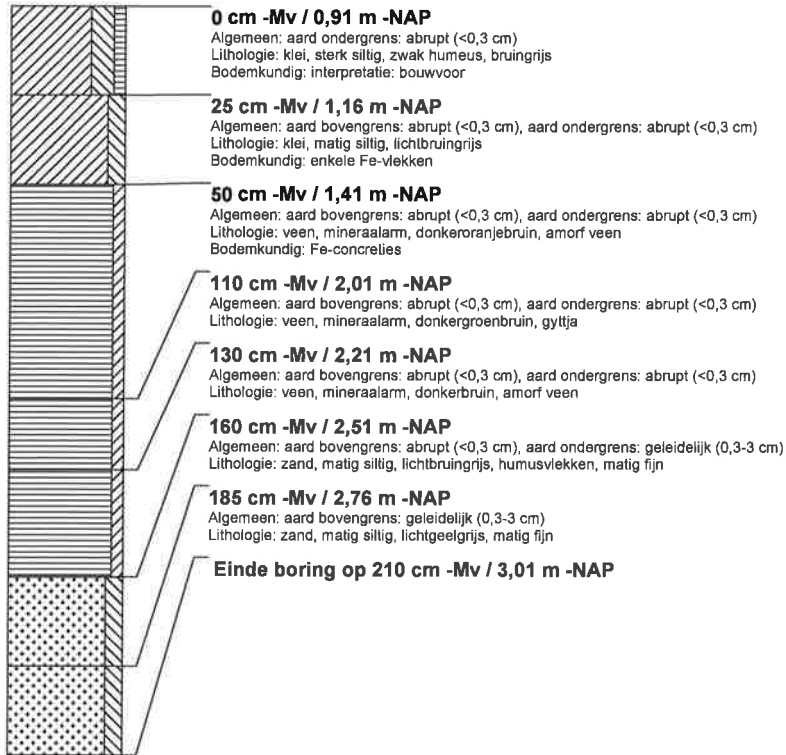 0 cm -Mv / 0,91 m -NAP
Algemeen: aard ondergrens: abrupt (<0,3 cm)
Lithologie: klei, sterk siltig, zwak humeus, bruingrijs
Bodemkundig: interpretatie: bouwvoor
25 cm -Mv / 1,16 m -NAP
Algemeen: aard bovengrens: abrupt (<0,3 cm), aard ondergrens: abrupt (<0,3 cm)
Lithologie: klei, matig siltig, lichtbruingrijs
Bodemkundig: enkele Fe-vlekken
50 cm -Mv / 1,41 m -NAP
Algemeen: aard bovengrens: abrupt (<0,3 cm), aard ondergrens: abrupt (<0,3 cm)
Lithologie: veen, mineraalarm, donkeroranjebruin, amorf veen
Bodemkundig: Fe-concreties
110 cm -Mv / 2,01 m -NAP
Algemeen: aard bovengrens: abrupt (<0,3 cm), aard ondergrens: abrupt (<0,3 cm)
Lithologie: veen, mineraalarm, donkergroenbruin, gyttja
130 cm -Mv / 2,21 m -NAP
Algemeen: aard bovengrens: abrupt (<0,3 cm), aard ondergrens: abrupt (<0,3 cm)
Lithologie: veen, mineraalarm, donkerbruin, amorf veen
160 cm -Mv / 2,51 m -NAP
Algemeen: aard bovengrens: abrupt (<0,3 cm), aard ondergrens: geleidelijk (0,3-3 cm)
Lithologie: zand, matig siltig, lichtbruingrijs, humusvlekken, matig fijn
185 cm -Mv / 2,76 m -NAP
Algemeen: aard bovengrens: geleidelijk (0,3-3 cm)
Lithologie: zand, matig siltig, lichtgeelgrijs, matig fijn
Einde boring op 210 cm -Mv / 3,01 m -NAP